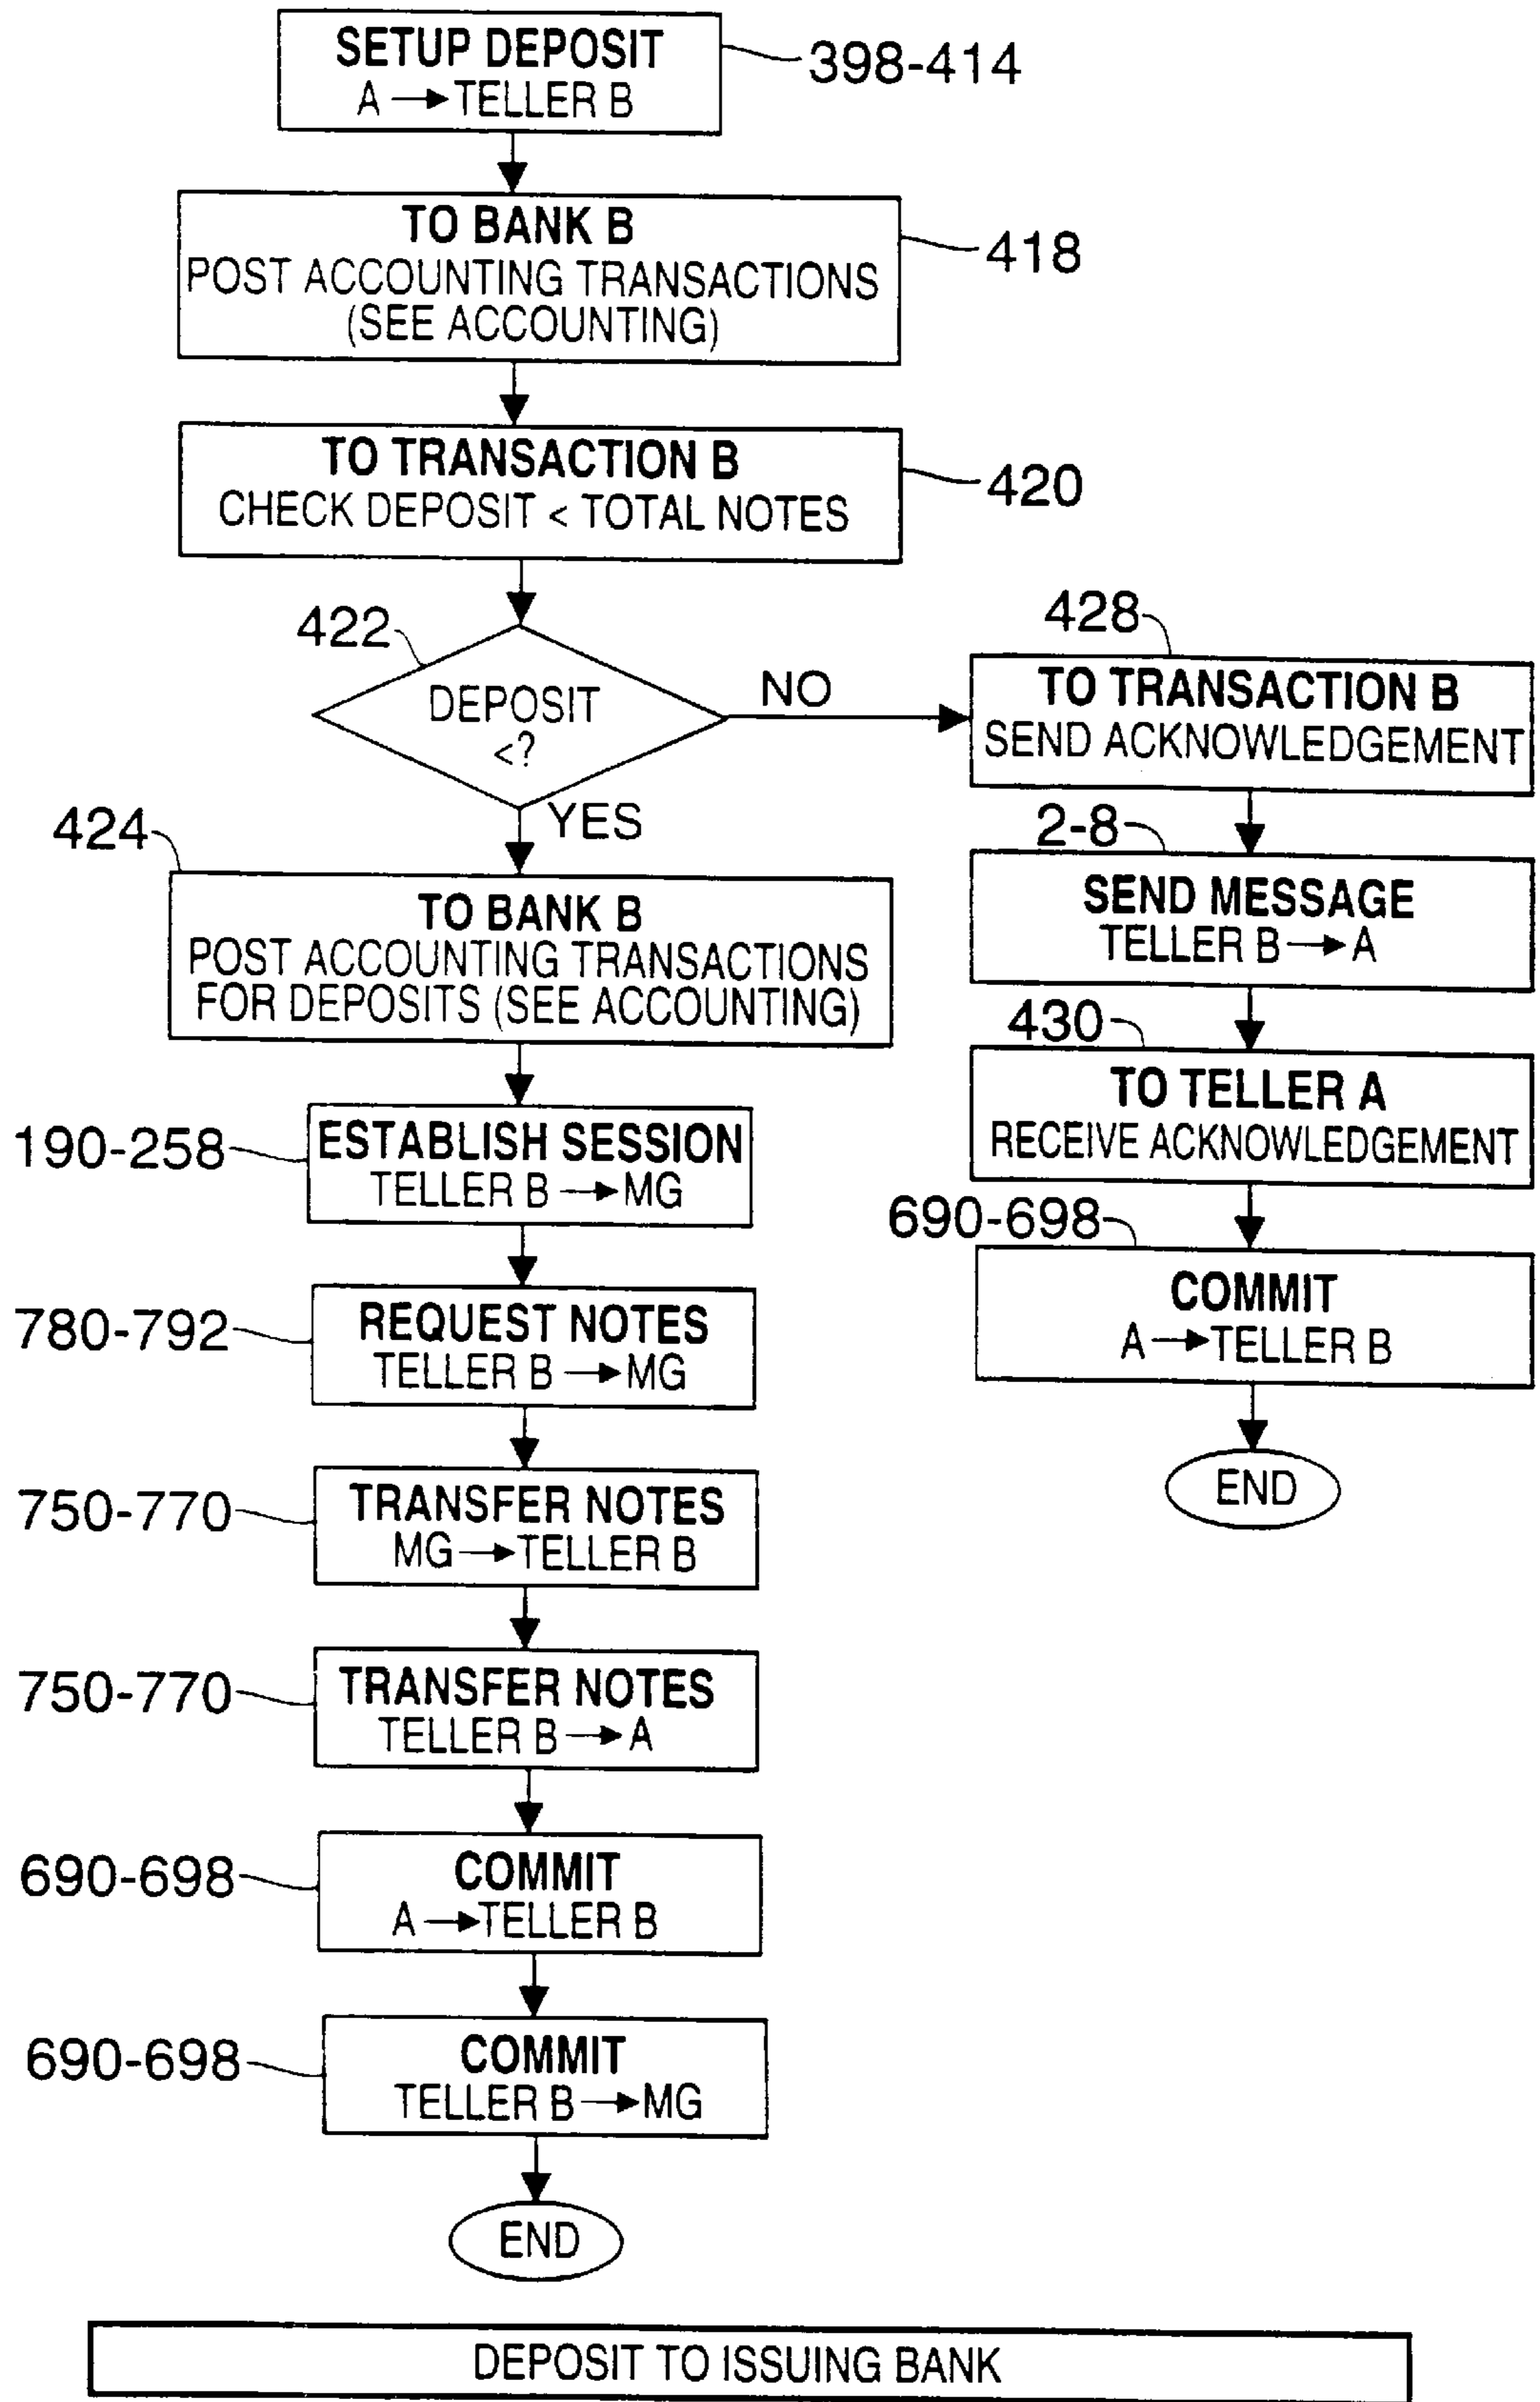 SETUP DEPOSIT
A → TELLER B
398-414
TO BANK B
POST ACCOUNTING TRANSACTIONS
(SEE ACCOUNTING)
418
TO TRANSACTION B
CHECK DEPOSIT < TOTAL NOTES
420
422
DEPOSIT
<?
NO
YES
428
TO TRANSACTION B
SEND ACKNOWLEDGEMENT
2-8
SEND MESSAGE
TELLER B → A
430
TO TELLER A
RECEIVE ACKNOWLEDGEMENT
690-698
COMMIT
A → TELLER B
END
424
TO BANK B
POST ACCOUNTING TRANSACTIONS
FOR DEPOSITS (SEE ACCOUNTING)
190-258
ESTABLISH SESSION
TELLER B → MG
780-792
REQUEST NOTES
TELLER B → MG
750-770
TRANSFER NOTES
MG → TELLER B
750-770
TRANSFER NOTES
TELLER B → A
690-698
COMMIT
A → TELLER B
690-698
COMMIT
TELLER B → MG
END
DEPOSIT TO ISSUING BANK